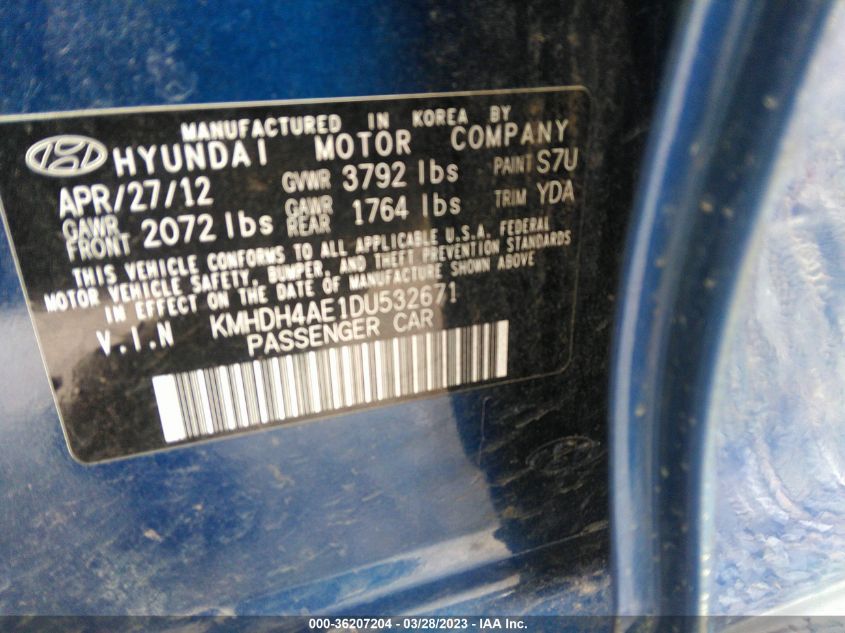 MANUFACTURED IN KOREA BY
HYUNDAI MOTOR COMPANY
APR/27/12 GVWR 3792 lbs PAINT S7U
GAWR FRONT 2072 lbs GAWR REAR 1764 lbs TRIM YDA
THIS VEHICLE CONFORMS TO ALL APPLICABLE U.S.A. FEDERAL
MOTOR VEHICLE SAFETY, BUMPER, AND THEFT PREVENTION STANDARDS
IN EFFECT ON THE DATE OF MANUFACTURE SHOWN ABOVE
V.I.N KMHDH4AE1DU532671
PASSENGER CAR
000-36207204 - 03/28/2023 - IAA Inc.